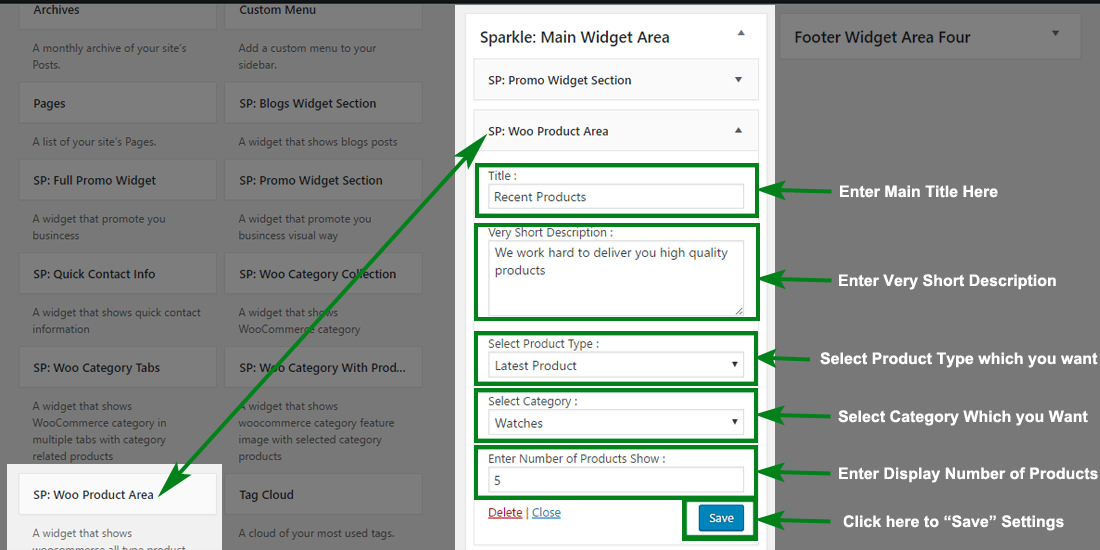 Archives
Custom Menu
A monthly archive of your site's
Posts.
Add a custom menu to your
sidebar.
Pages
SP: Blogs Widget Section
A list of your site's Pages.
A widget that shows blogs posts
SP: Full Promo Widget
SP: Promo Widget Section
A widget that promote you
business
A widget that promote you
business visual way
SP: Quick Contact Info
SP: Woo Category Collection
A widget that shows quick contact
information
A widget that shows
WooCommerce category
SP: Woo Category Tabs
SP: Woo Category With Prod...
A widget that shows
WooCommerce category in
multiple tabs with category
related products
A widget that shows
woocommerce category feature
image with selected category
products
SP: Woo Product Area
Tag Cloud
A widget that shows
woocommerce all type product
A cloud of your most used tags.
Sparkle: Main Widget Area
SP: Promo Widget Section
SP: Woo Product Area
Title :
Recent Products
Very Short Description :
We work hard to deliver you high quality
products
Select Product Type :
Latest Product
Select Category :
Watches
Enter Number of Products Show :
5
Delete | Close
Save
Footer Widget Area Four
Enter Main Title Here
Enter Very Short Description
Select Product Type which you want
Select Category Which you Want
Enter Display Number of Products
Click here to “Save” Settings